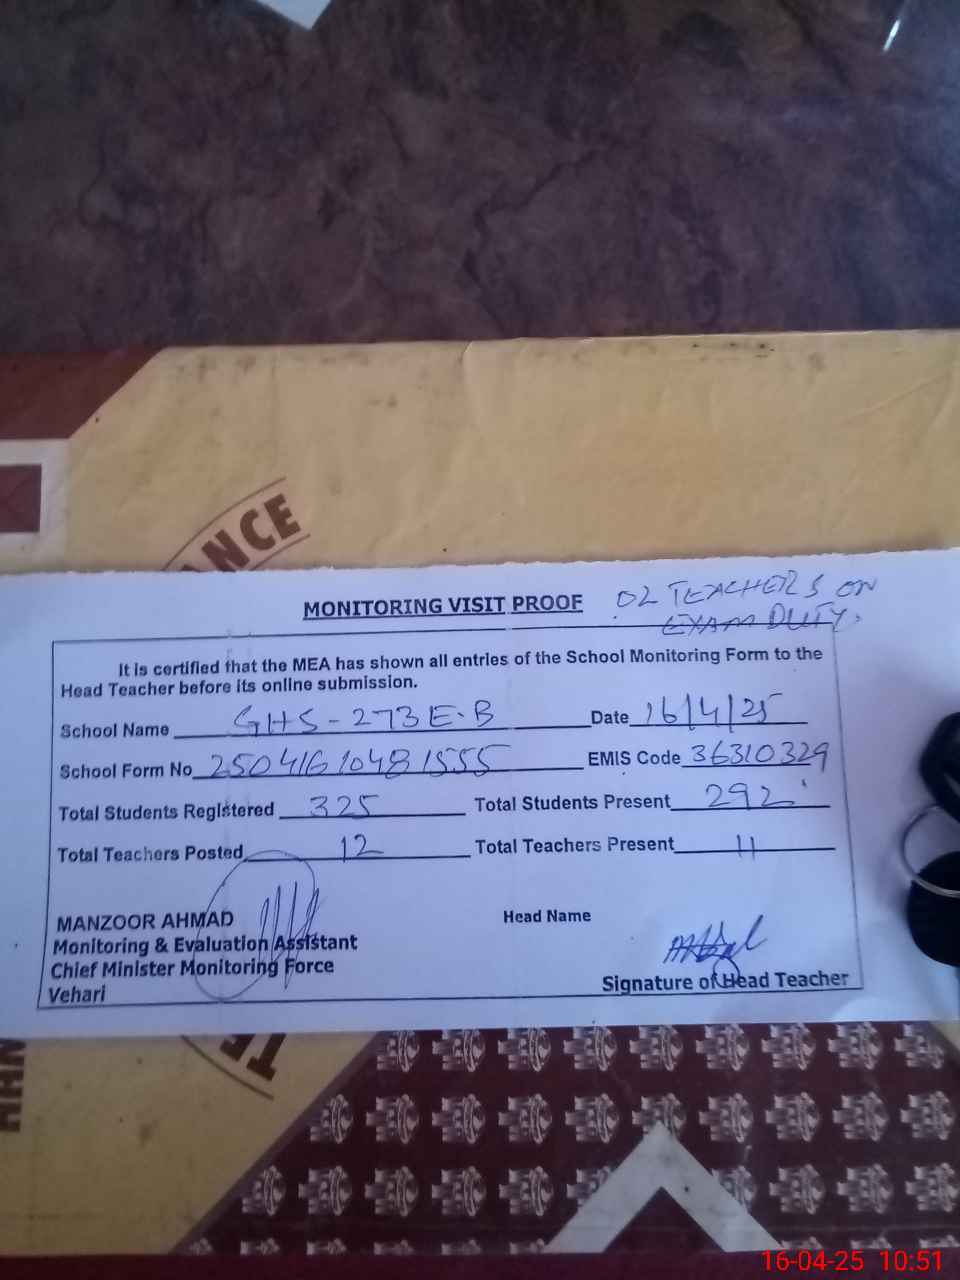 NCE
MONITORING VISIT PROOF
02 TEACHERS ON
EXAM DUTY.
It is certified that the MEA has shown all entries of the School Monitoring Form to the
Head Teacher before its online submission.
School Name GHS-273 E-B Date 16/4/25
School Form No 25041610481555 EMIS Code 36310329
Total Students Registered 325 Total Students Present 292
Total Teachers Posted 12 Total Teachers Present 11
MANZOOR AHMAD Head Name
Monitoring & Evaluation Assistant
Chief Minister Monitoring Force
Vehari Signature of Head Teacher
16-04-25 10:51